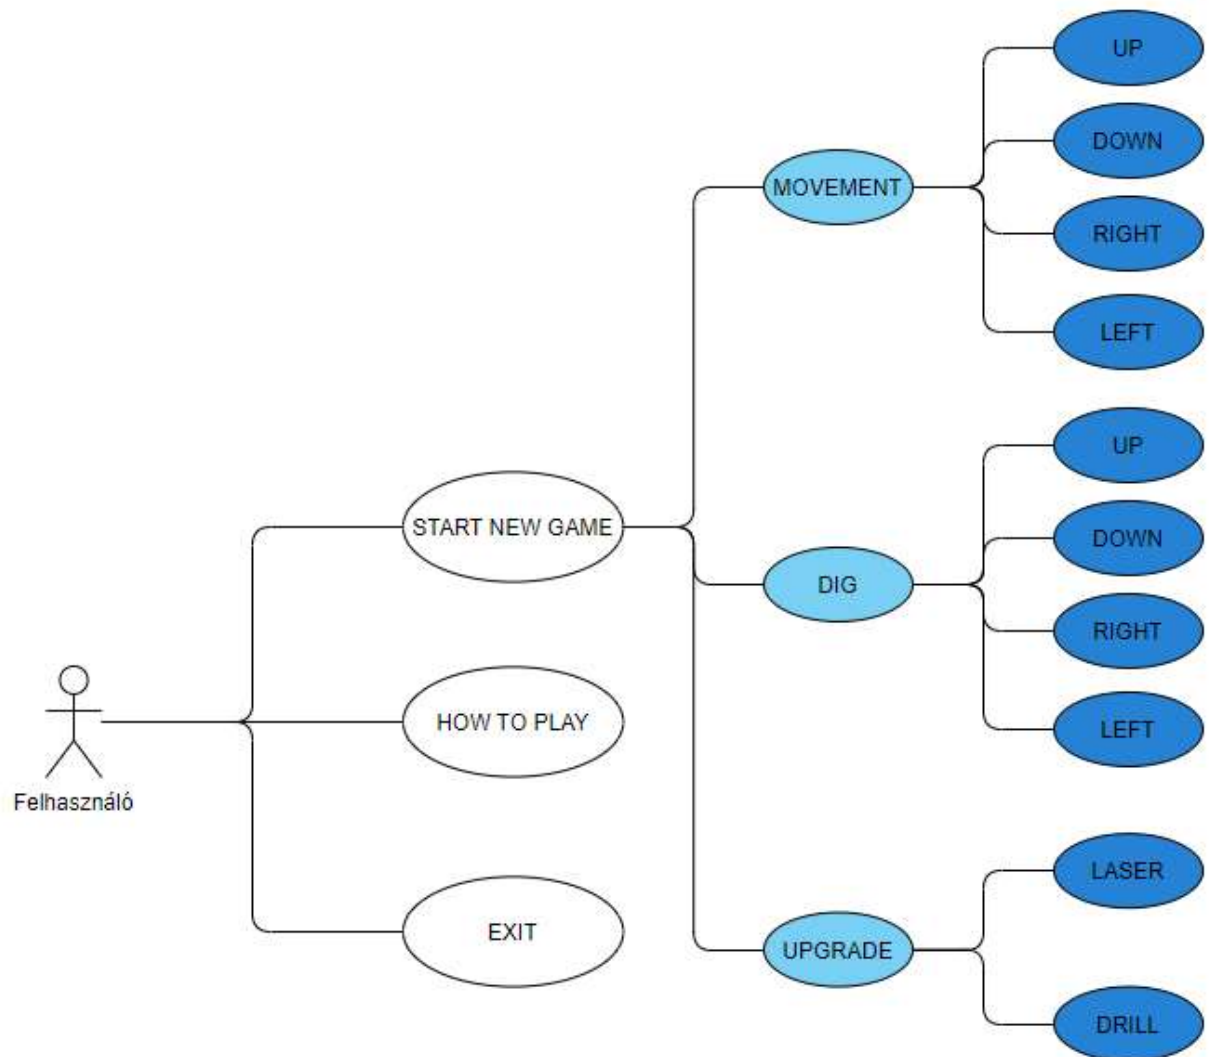 UP
DOWN
MOVEMENT
RIGHT
LEFT
UP
START NEW GAME
DOWN
DIG
RIGHT
HOW TO PLAY
LEFT
Felhasználó
LASER
EXIT
UPGRADE
DRILL